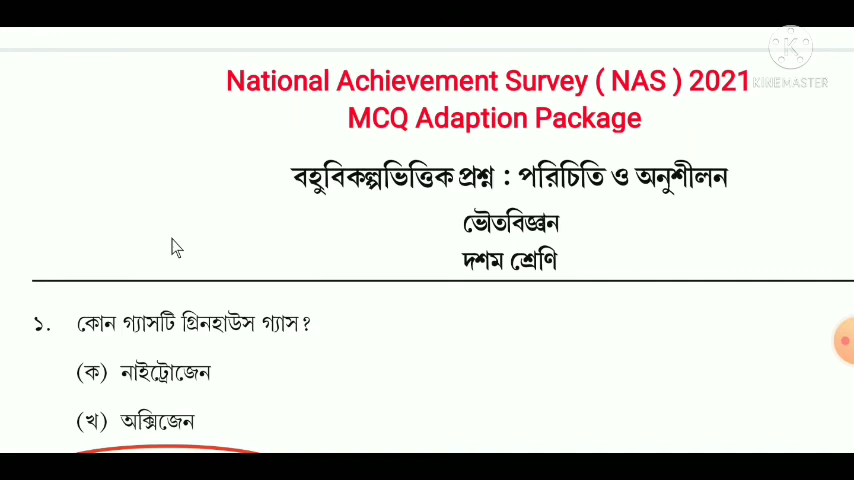 National Achievement Survey ( NAS ) 2021
KINEMASTER
MCQ Adaption Package
বহুবিকল্পভিত্তিক প্রশ্ন : পরিচিতি ও অনুশীলন
ভৌতবিজ্ঞান
দশম শ্রেণি
১. কোন গ্যাসটি গ্রিনহাউস গ্যাস?
(ক) নাইট্রোজেন
(খ) অক্সিজেন